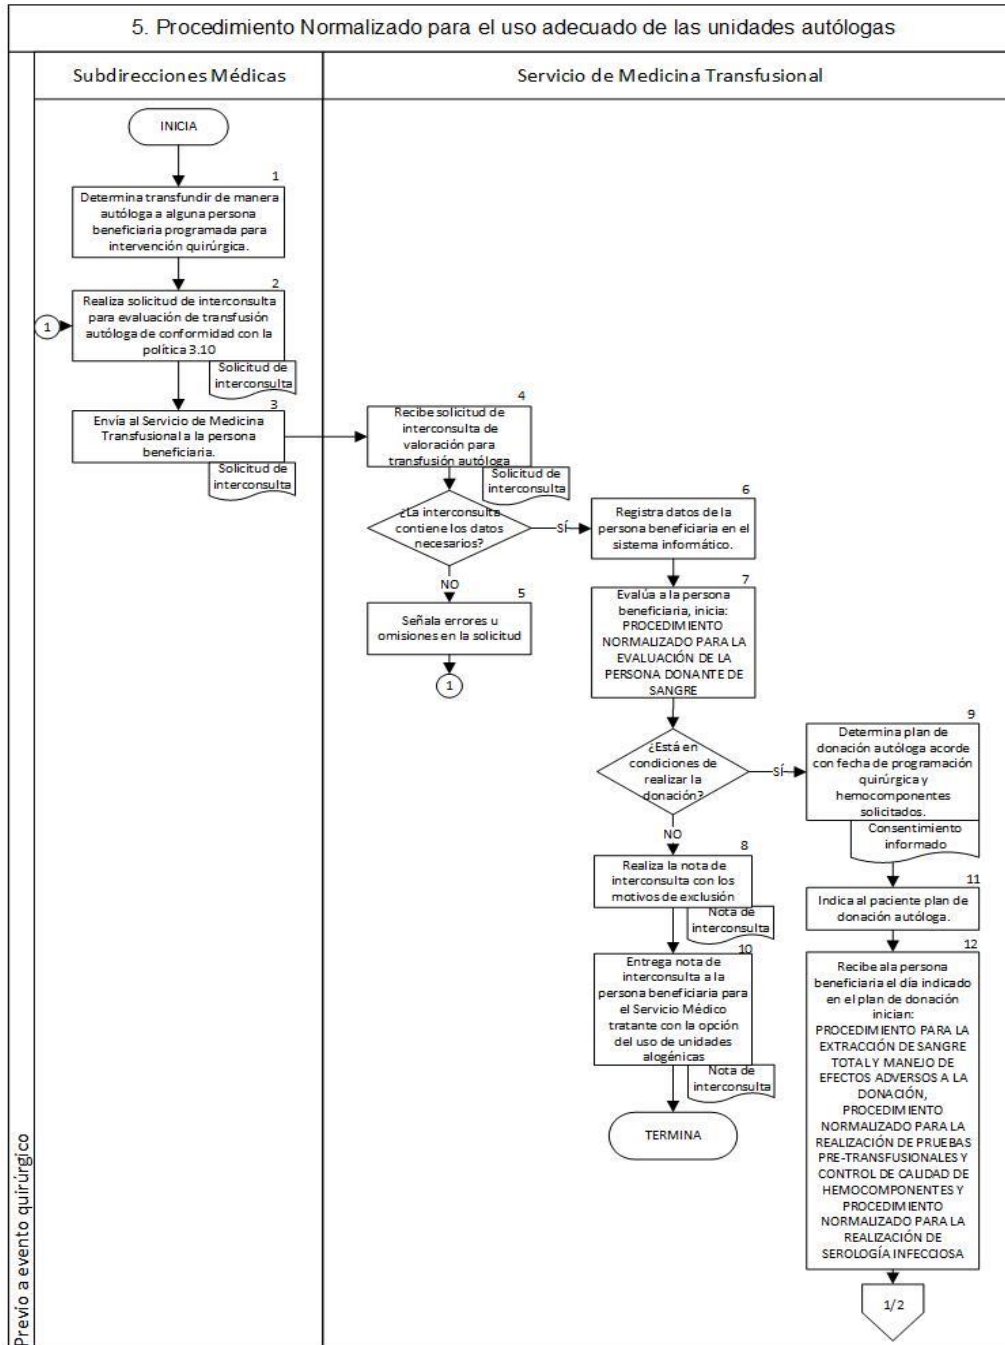 5. Procedimiento Normalizado para el uso adecuado de las unidades autólogas
Subdirecciones Médicas
Servicio de Medicina Transfusional
INICIA
1
Determina transfundir de manera
autóloga a alguna persona
beneficiaria programada para
intervención quirúrgica.
2
Realiza solicitud de interconsulta
para evaluación de transfusión
autóloga de conformidad con la
política 3.10
1
Solicitud de
interconsulta
3
Envía al Servicio de Medicina
Transfusional a la persona
beneficiaria.
Solicitud de
interconsulta
4
Recibe solicitud de
interconsulta de
valoración para
transfusión autóloga
Solicitud de
interconsulta
¿La interconsulta
contiene los datos
necesarios?
SÍ
NO
5
Señala errores u
omisiones en la solicitud
1
6
Registra datos de la
persona beneficiaria en el
sistema informático.
7
Evalúa a la persona
beneficiaria, inicia:
PROCEDIMIENTO
NORMALIZADO PARA LA
EVALUACIÓN DE LA
PERSONA DONANTE DE
SANGRE
¿Está en
condiciones de
realizar la
donación?
SÍ
NO
8
Realiza la nota de
interconsulta con los
motivos de exclusión
Nota de
interconsulta
10
Entrega nota de
interconsulta a la
persona beneficiaria para
el Servicio Médico
tratante con la opción
del uso de unidades
alogénicas
Nota de
interconsulta
TERMINA
9
Determina plan de
donación autóloga acorde
con fecha de programación
quirúrgica y
hemocomponentes
solicitados.
Consentimiento
informado
11
Indica al paciente plan de
donación autóloga.
12
Recibe ala persona
beneficiaria el día indicado
en el plan de donación
inician:
PROCEDIMIENTO PARA LA
EXTRACCIÓN DE SANGRE
TOTAL Y MANEJO DE
EFECTOS ADVERSOS A LA
DONACIÓN,
PROCEDIMIENTO
NORMALIZADO PARA LA
REALIZACIÓN DE PRUEBAS
PRE-TRANSFUSIONALES Y
CONTROL DE CALIDAD DE
HEMOCOMPONENTES Y
PROCEDIMIENTO
NORMALIZADO PARA LA
REALIZACIÓN DE
SEROLOGÍA INFECCIOSA
1/2
Previo a evento quirúrgico